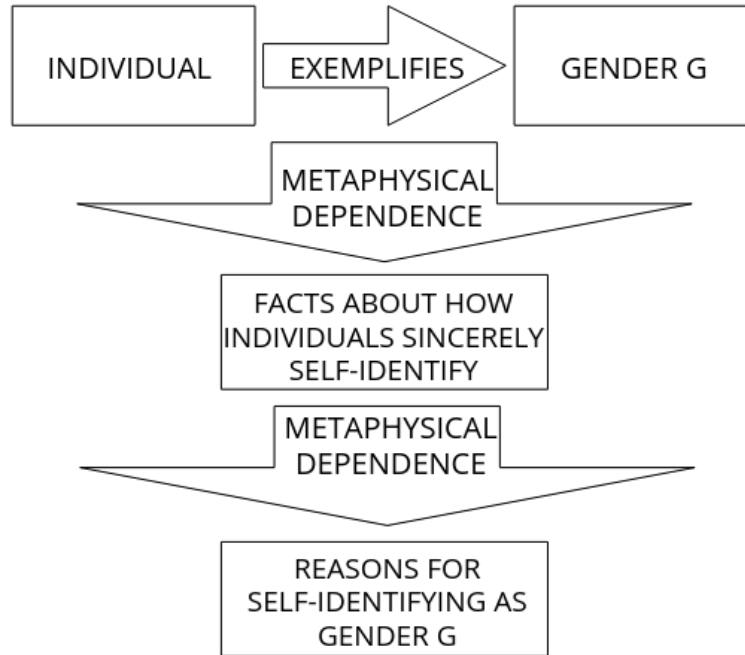 INDIVIDUAL
EXEMPLIFIES
GENDER G
METAPHYSICAL
DEPENDENCE
FACTS ABOUT HOW
INDIVIDUALS SINCERELY
SELF-IDENTIFY
METAPHYSICAL
DEPENDENCE
REASONS FOR
SELF-IDENTIFYING AS
GENDER G